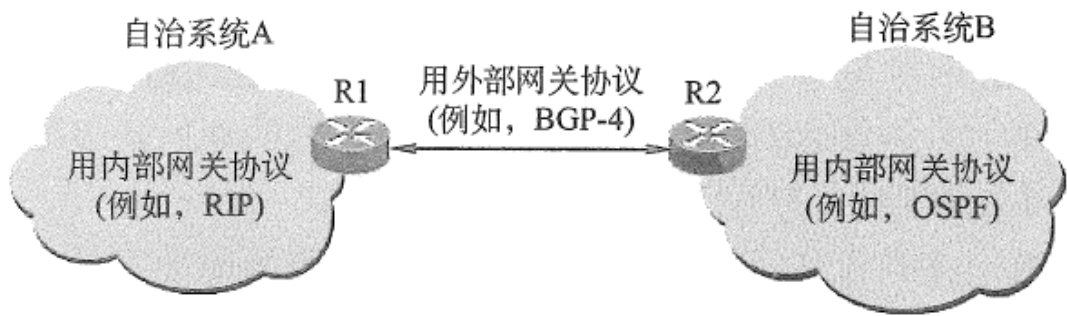 自治系统A
自治系统B
R1
用外部网关协议
(例如，BGP-4)
R2
用内部网关协议
(例如，RIP)
用内部网关协议
(例如，OSPF)